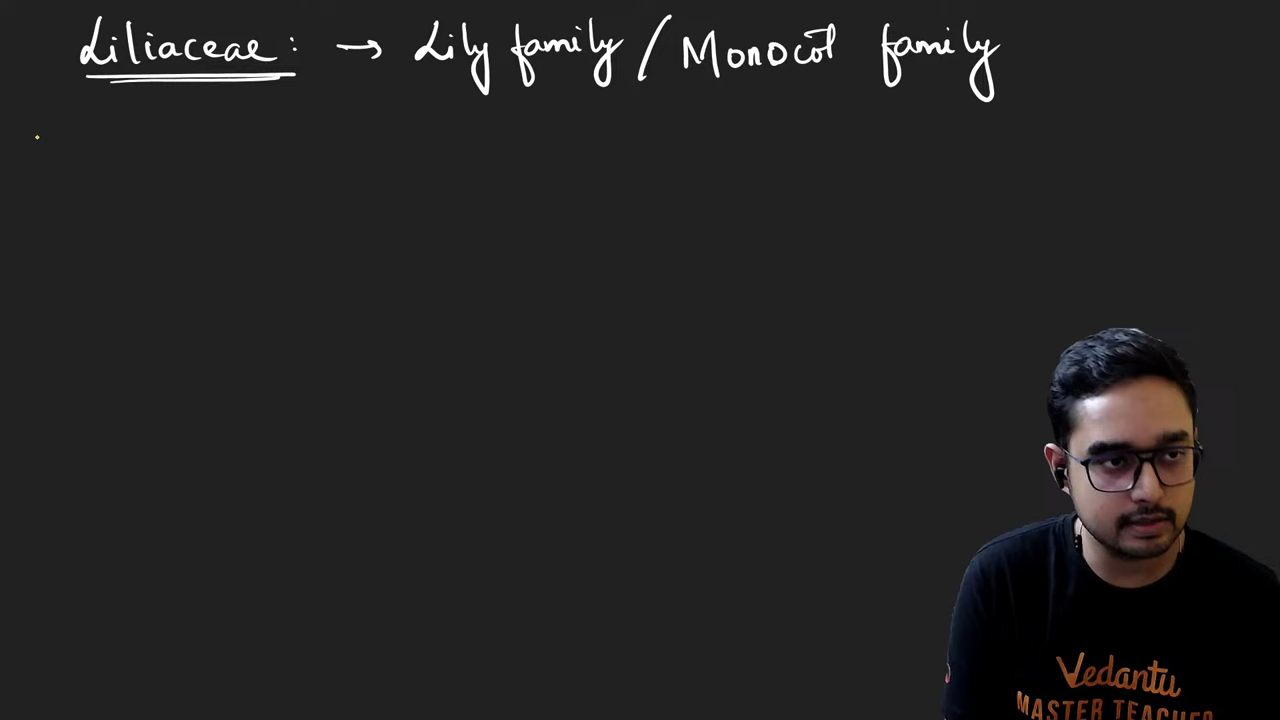 Liliaceae : → Lily family / Monocot family
Vedantu
MASTER TEACHER